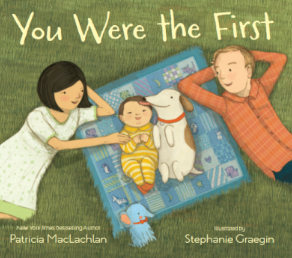 You Were the First
New York Times Bestselling Author
Patricia MacLachlan
illustrated by
Stephanie Graegin